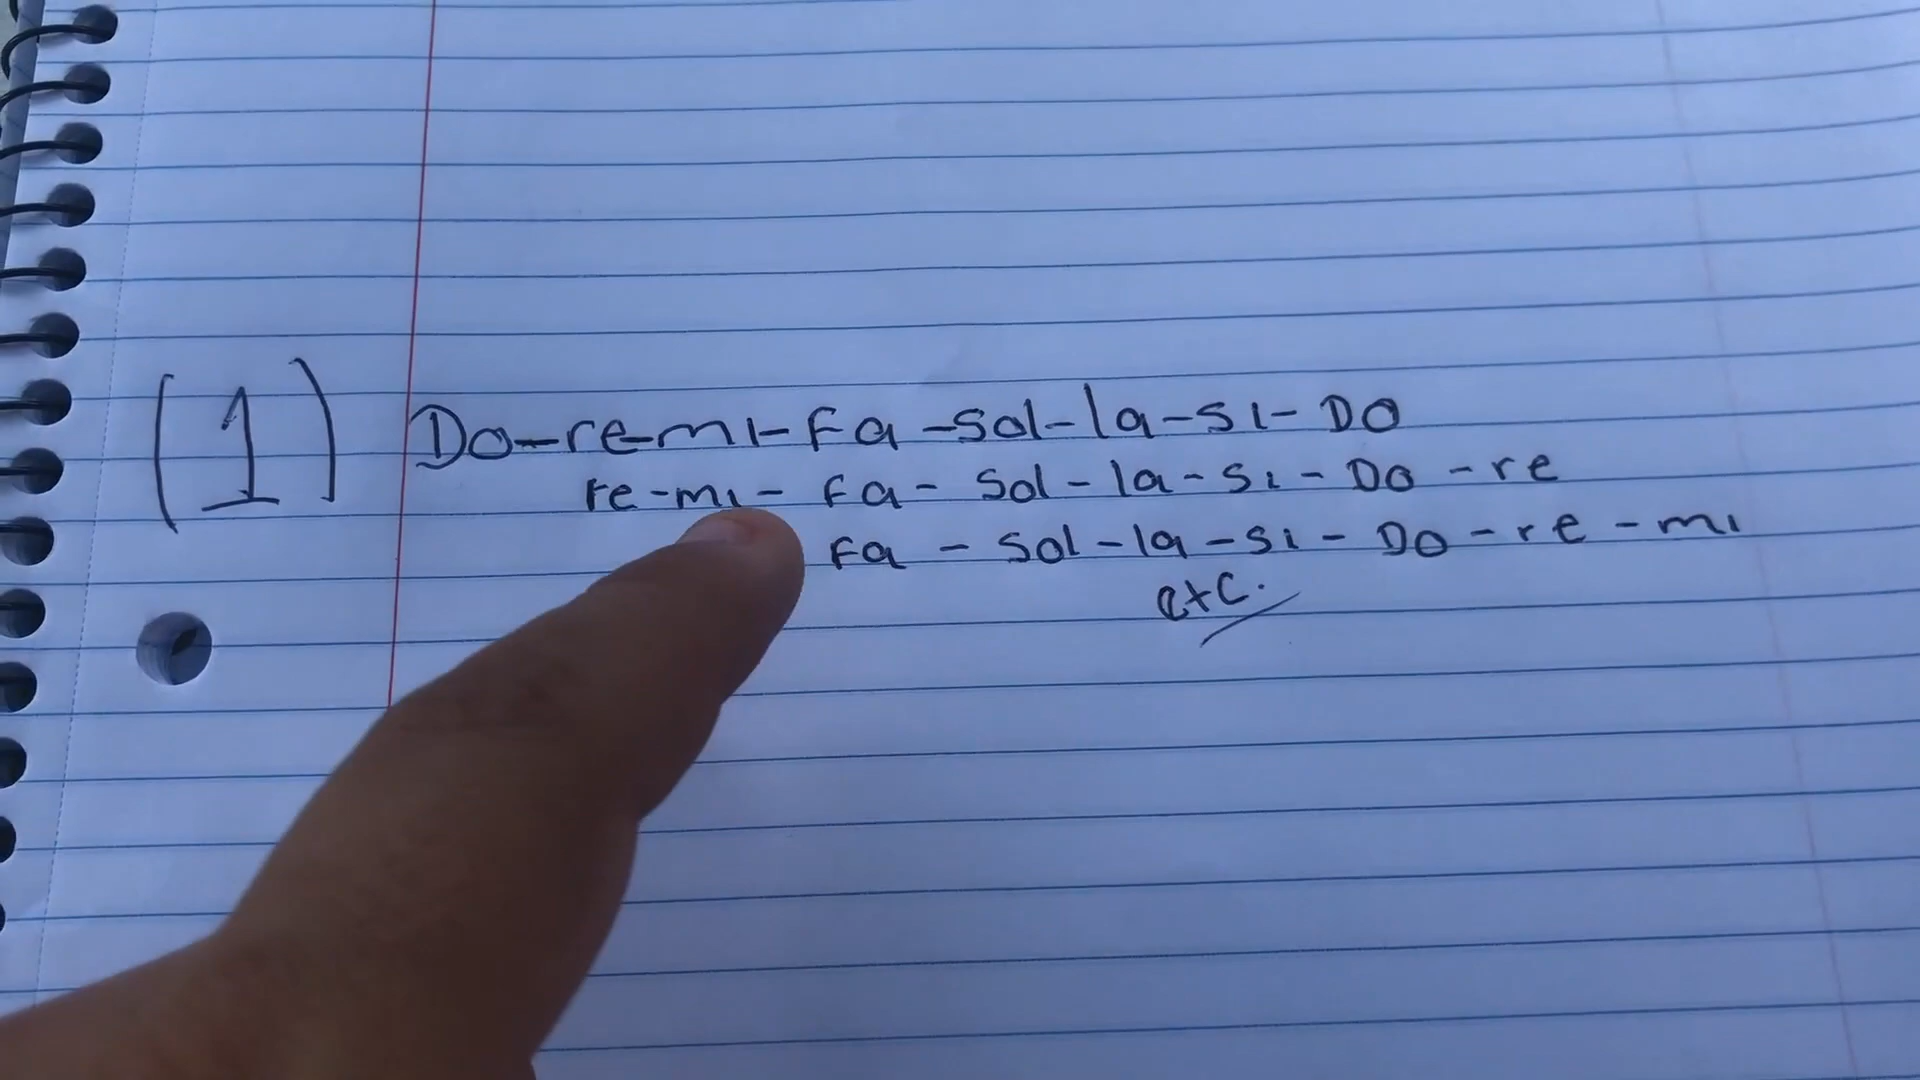 (1) Do-re-mi-Fa-Sol-la-Si-Do
re-mi-Fa-Sol-la-Si-Do-re
Fa-Sol-la-Si-Do-re-mi
etc.